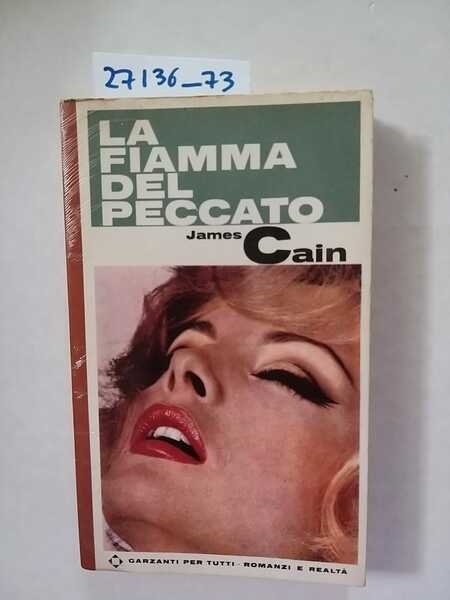 27136_73
LA
FIAMMA
DEL
PECCATO
James Cain
GARZANTI PER TUTTI · ROMANZI E REALTÀ